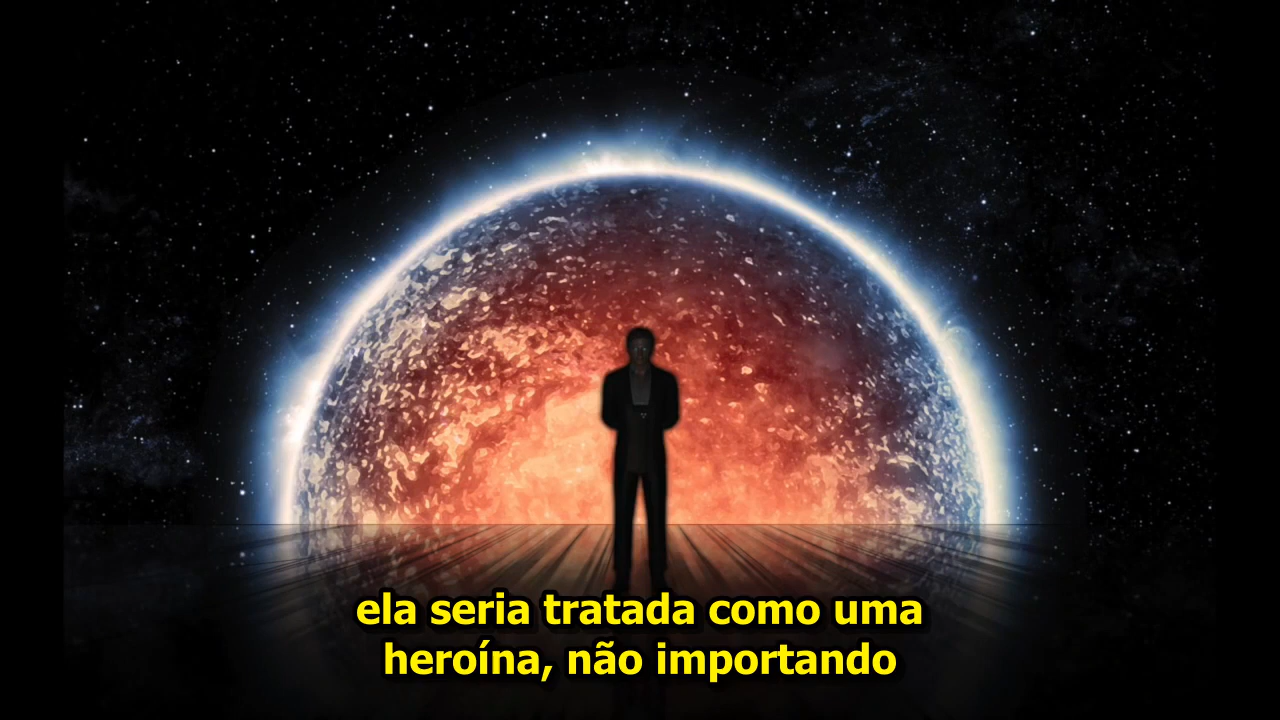 ela seria tratada como uma
heroína, não importando